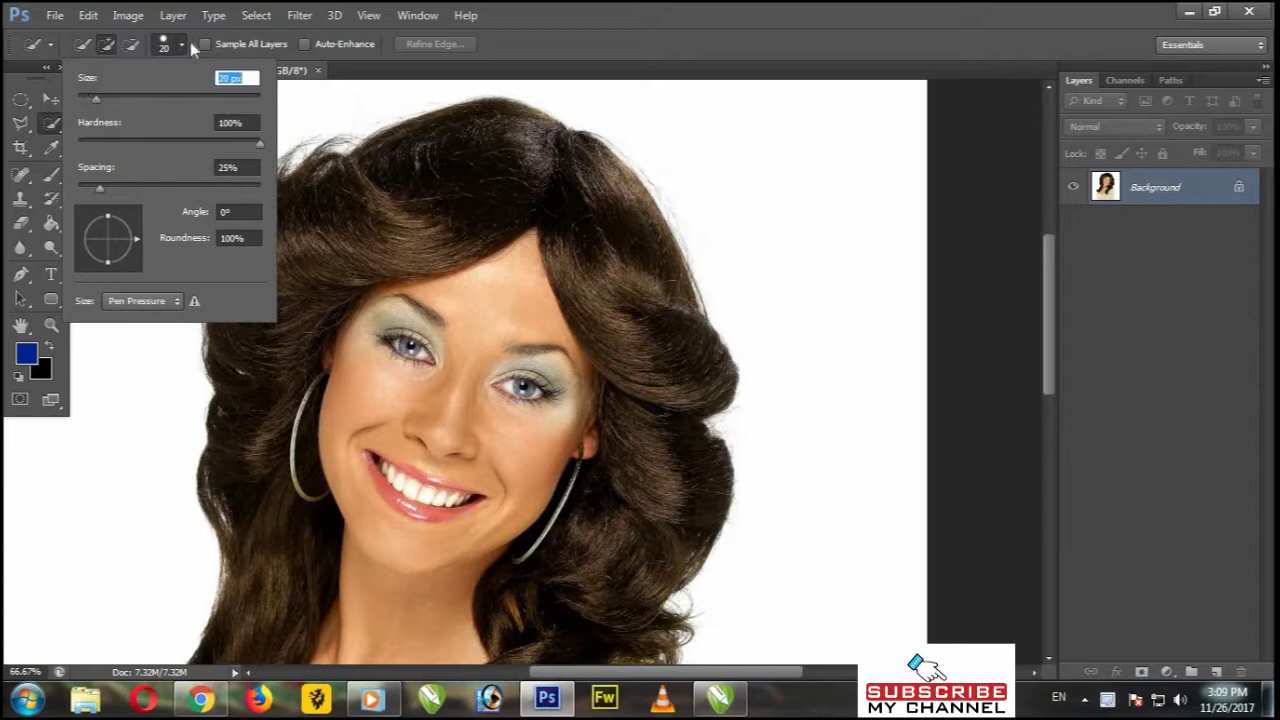 Ps File Edit Image Layer Type Select Filter 3D View Window Help
20 Sample All Layers Auto-Enhance Refine Edge... Essentials
GB/8*) ×
Size: 20 px
Hardness: 100%
Spacing: 25%
Angle: 0°
Roundness: 100%
Size: Pen Pressure
Layers Channels Paths
Kind
Normal Opacity: 100%
Lock: Fill: 100%
Background
66.67% Doc: 7.32M/7.32M
SUBSCRIBE
MY CHANNEL
Ps Fw EN 3:09 PM
11/26/2017